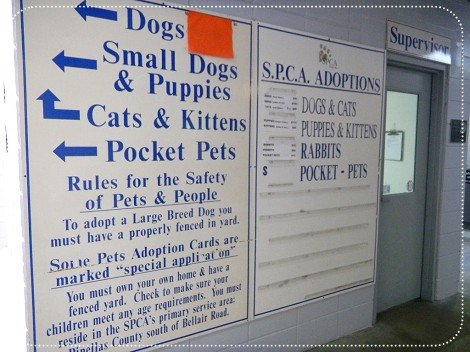 Dogs
Small Dogs
& Puppies
Cats & Kittens
Pocket Pets
Rules for the Safety
of Pets & People
To adopt a Large Breed Dog you
must have a properly fenced in yard.
Some Pets Adoption Cards are
marked "special application"
You must own your own home & have a
fenced yard. Check to make sure your
children meet any age requirements. You must
reside in the SPCA's primary service area:
Pinellas County south of Bellair Road.
S.P.C.A. ADOPTIONS
DOGS & CATS
PUPPIES & KITTENS
RABBITS
$ POCKET - PETS
Supervisor